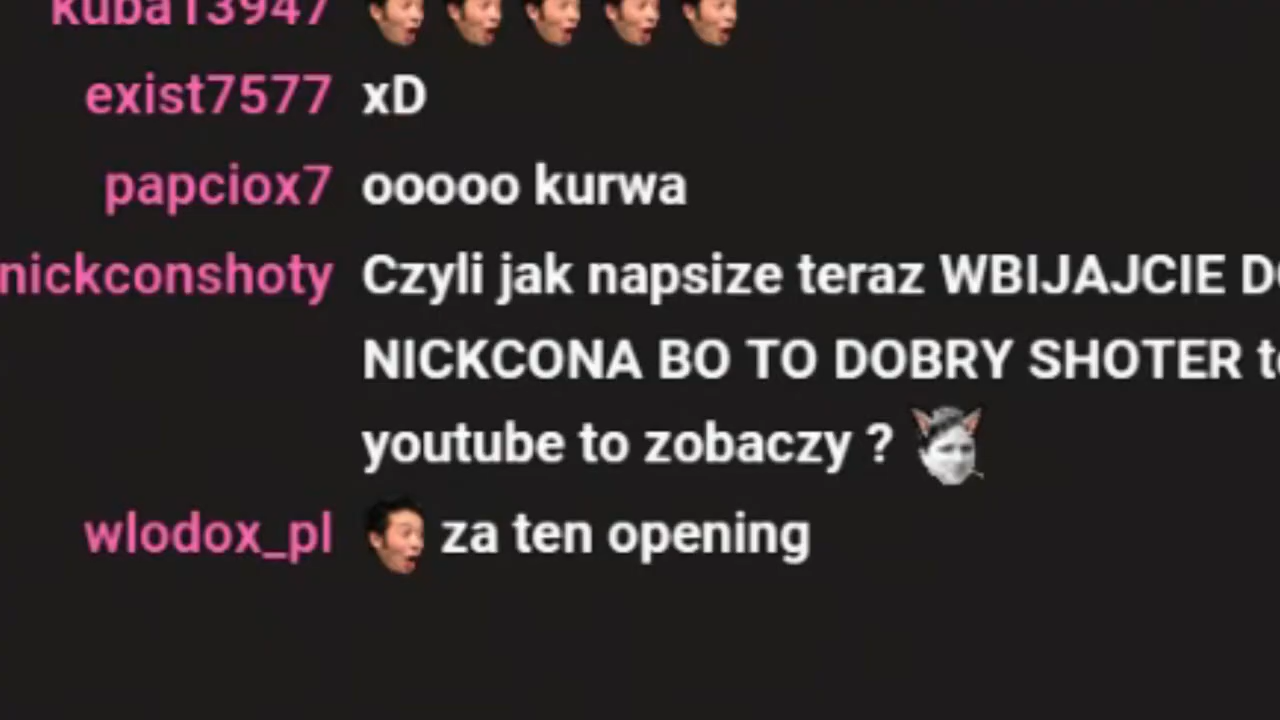 kuba13947
exist7577 xD
papciox7 ooooo kurwa
nickconshoty Czyli jak napsize teraz WBIJAJCIE
NICKCONA BO TO DOBRY SHOTER
youtube to zobaczy ?
wlodox_pl za ten opening